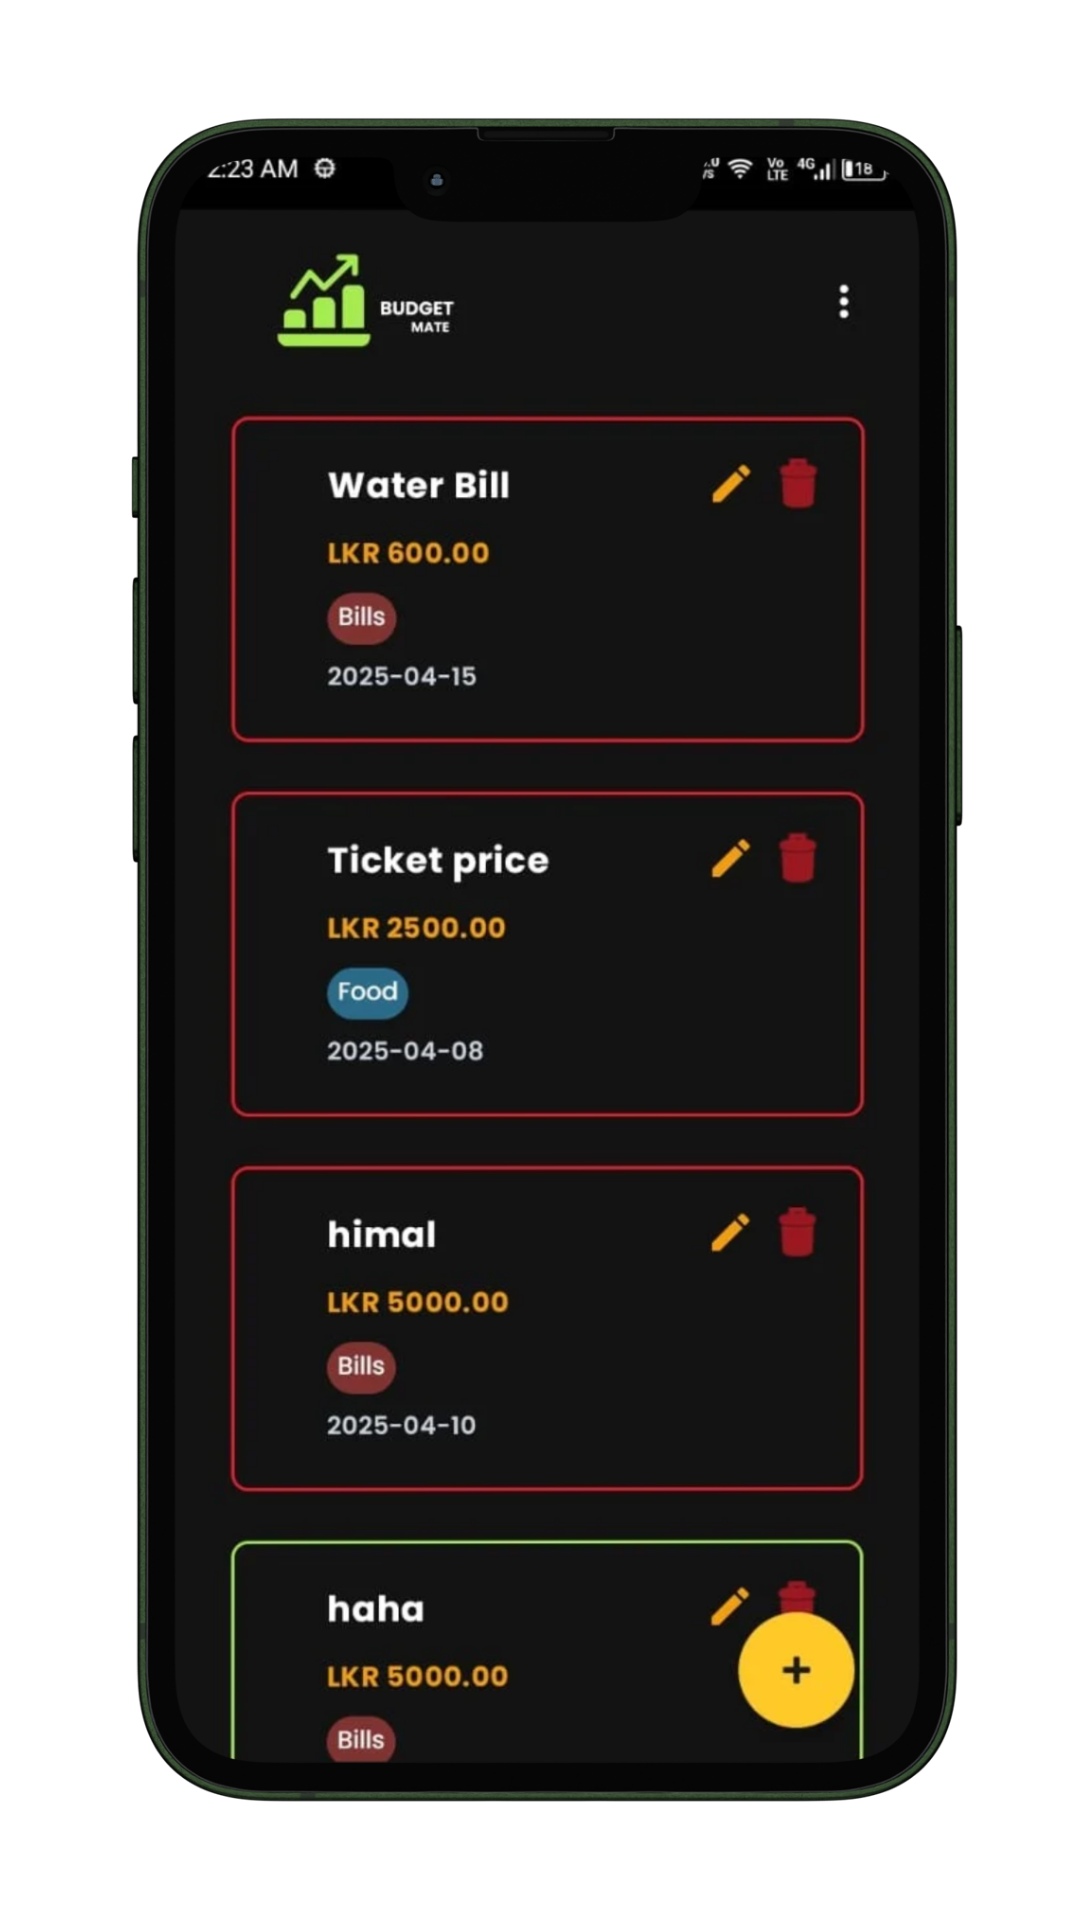 2:23 AM
Vo LTE 4G 18
BUDGET
MATE
Water Bill
LKR 600.00
Bills
2025-04-15
Ticket price
LKR 2500.00
Food
2025-04-08
himal
LKR 5000.00
Bills
2025-04-10
haha
LKR 5000.00
+
Bills